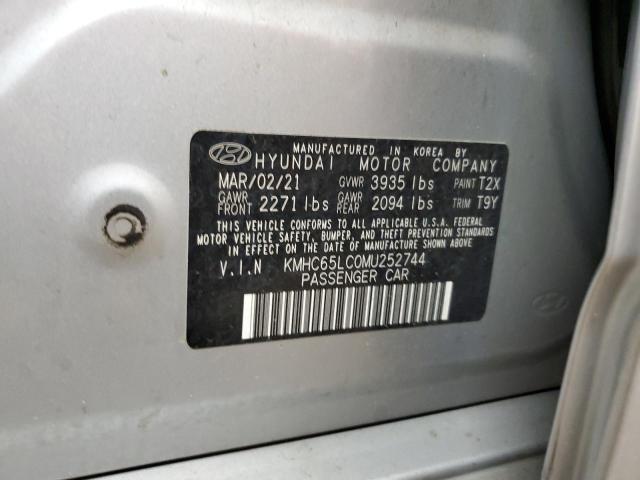 MANUFACTURED IN KOREA BY
HYUNDAI MOTOR COMPANY
MAR/02/21 GVWR 3935 lbs PAINT T2X
GAWR FRONT 2271 lbs GAWR REAR 2094 lbs TRIM T9Y
THIS VEHICLE CONFORMS TO ALL APPLICABLE U.S.A. FEDERAL
MOTOR VEHICLE SAFETY, BUMPER, AND THEFT PREVENTION STANDARDS
IN EFFECT ON THE DATE OF MANUFACTURE SHOWN ABOVE.
V.I.N KMHC65LC0MU252744
PASSENGER CAR